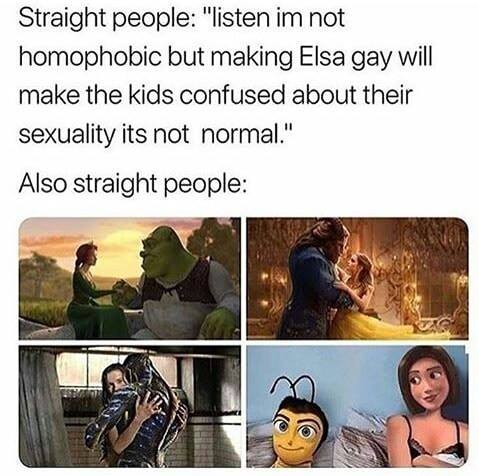 Straight people: "listen im not
homophobic but making Elsa gay will
make the kids confused about their
sexuality its not  normal."
Also straight people: